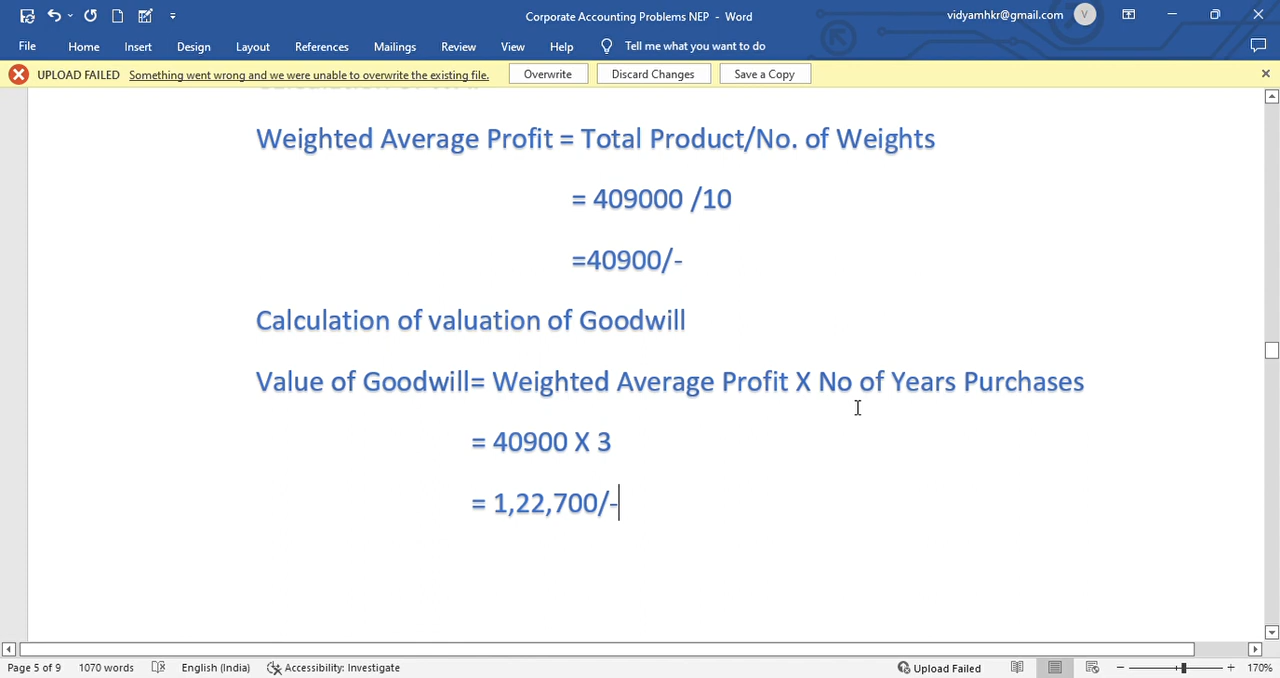 Corporate Accounting Problems NEP - Word
vidyamhkr@gmail.com
V
File Home Insert Design Layout References Mailings Review View Help Tell me what you want to do
UPLOAD FAILED Something went wrong and we were unable to overwrite the existing file. Overwrite Discard Changes Save a Copy
Weighted Average Profit = Total Product/No. of Weights
= 409000 /10
=40900/-
Calculation of valuation of Goodwill
Value of Goodwill= Weighted Average Profit X No of Years Purchases
= 40900 X 3
= 1,22,700/-
Page 5 of 9 1070 words English (India) Accessibility: Investigate Upload Failed 170%